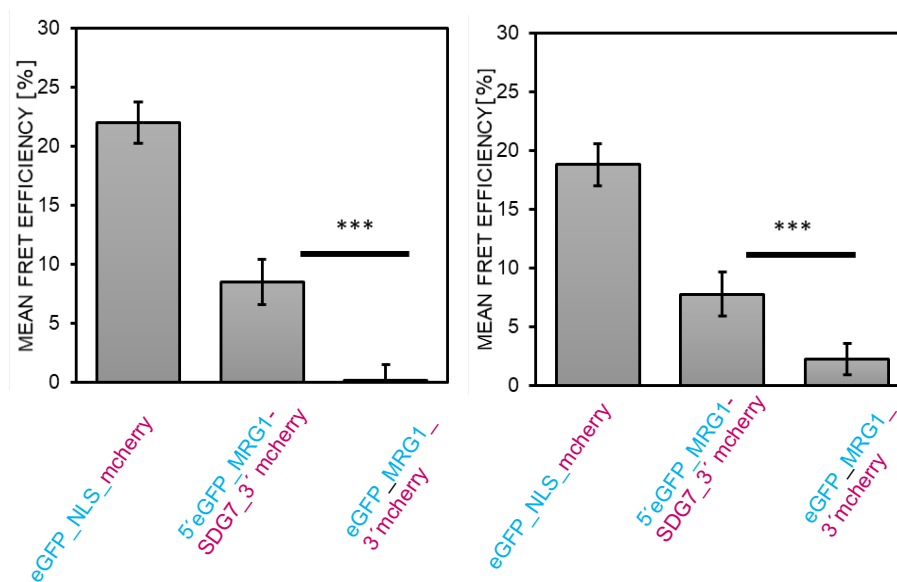 MEAN FRET EFFICIENCY [%]
30
25
20
15
10
5
0
***
eGFP_NLS_mcherry
5´eGFP_MRG1-
SDG7_3´ mcherry
eGFP_MRG1_
3´mcherry
MEAN FRET EFFICIENCY[%]
30
25
20
15
10
5
0
***
eGFP_NLS_mcherry
5´eGFP_MRG1-
SDG7_3´ mcherry
eGFP_MRG1_
3´mcherry